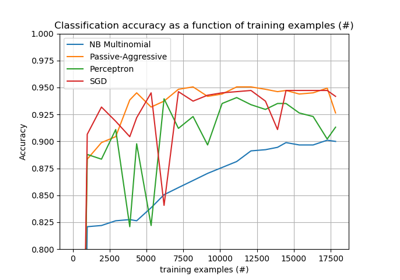 Classification accuracy as a function of training examples (#)
1.000
0.975
0.950
0.925
0.900
0.875
0.850
0.825
0.800
Accuracy
NB Multinomial
Passive-Aggressive
Perceptron
SGD
0 2500 5000 7500 10000 12500 15000 17500
training examples (#)